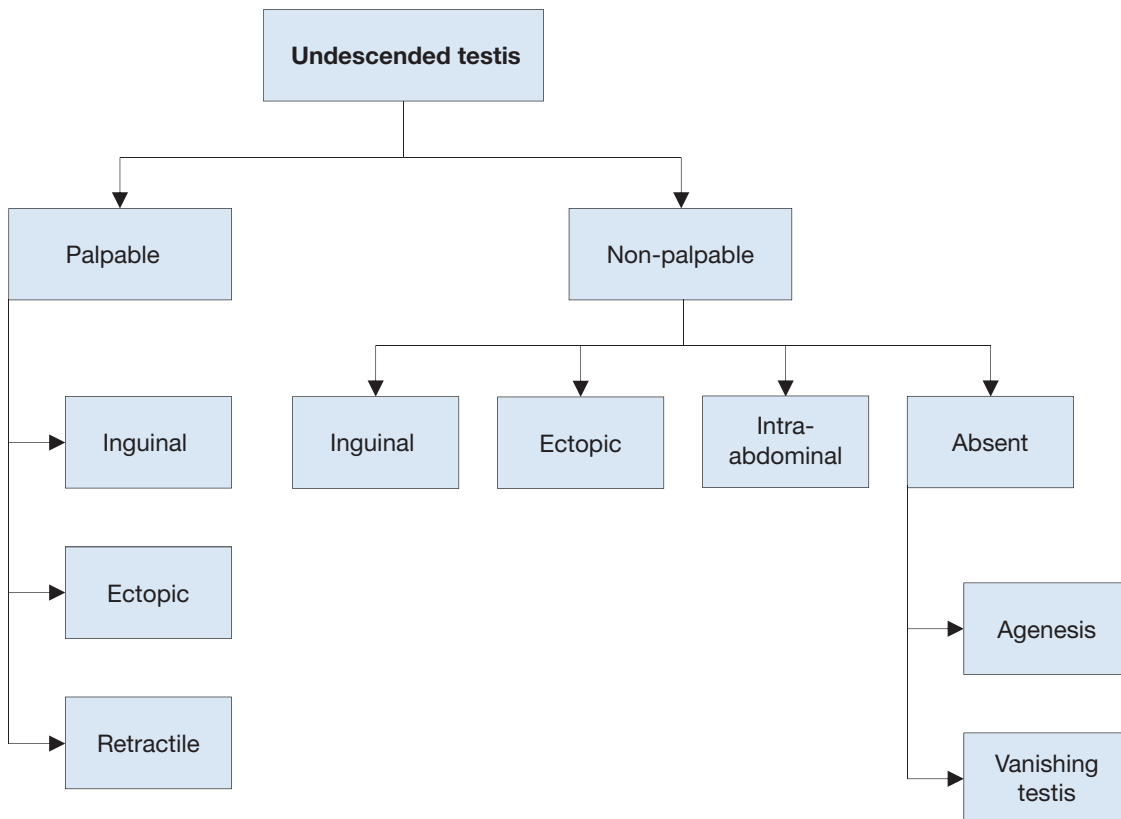 Undescended testis
Palpable
Non-palpable
Inguinal
Ectopic
Retractile
Inguinal
Ectopic
Intra-
abdominal
Absent
Agenesis
Vanishing
testis